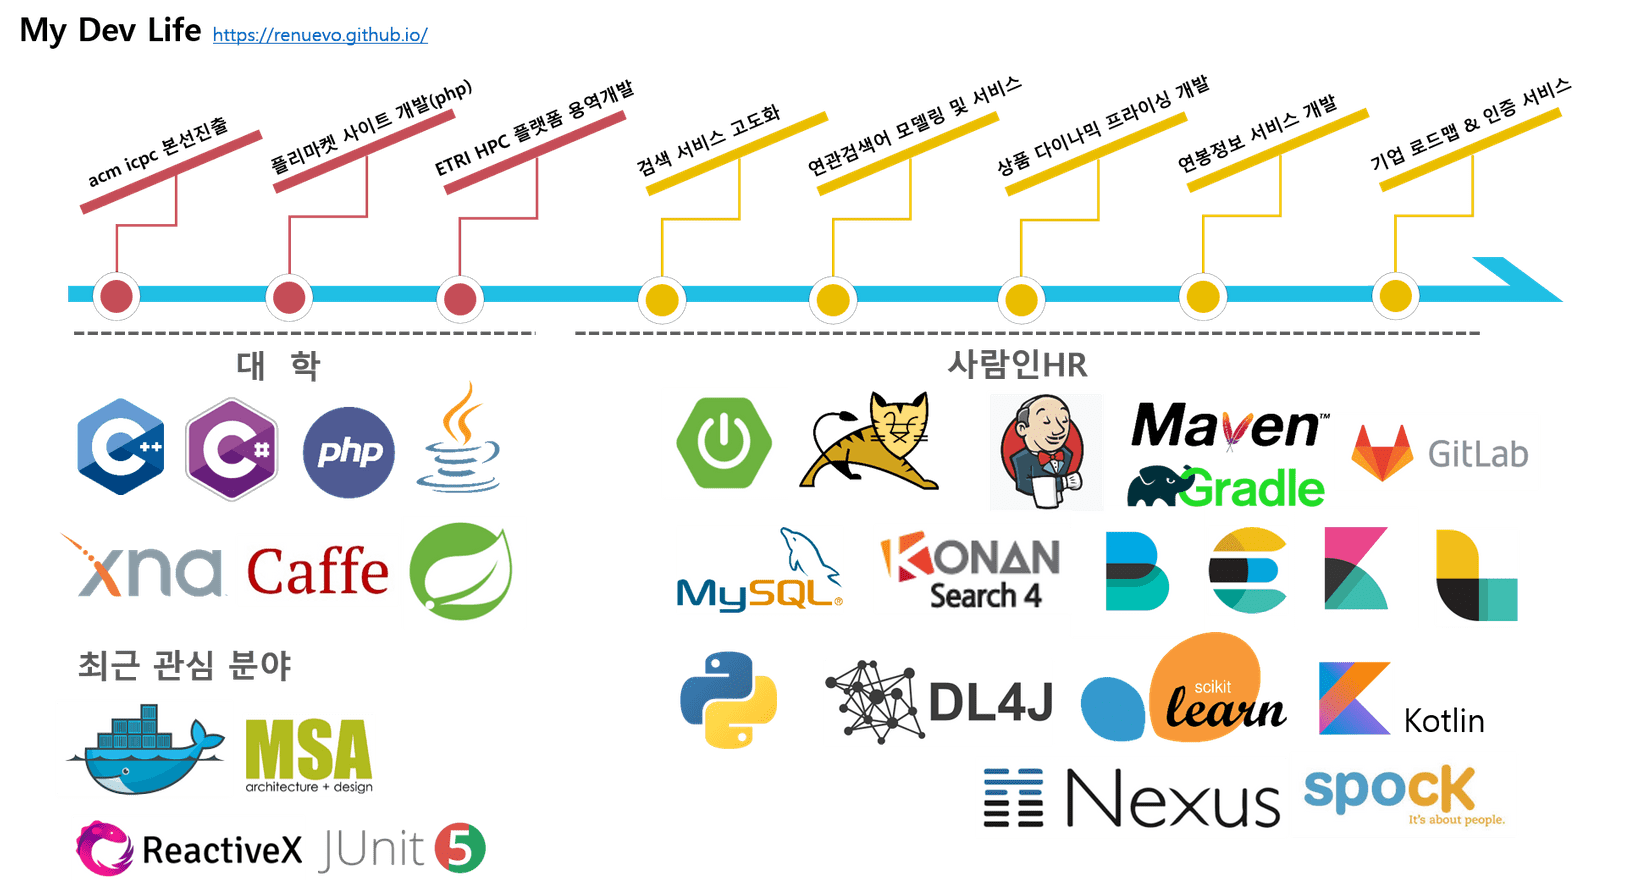 My Dev Life https://renuevo.github.io/
acm icpc 본선진출
플리마켓 사이트 개발(php)
ETRI HPC 플랫폼 용역개발
검색 서비스 고도화
연관검색어 모델링 및 서비스
상품 다이나믹 프라이싱 개발
연봉정보 서비스 개발
기업 로드맵 & 인증 서비스
대 학
C++
C#
php
xna
Caffe
최근 관심 분야
MSA
architecture + design
ReactiveX
JUnit 5
사람인HR
Maven™
Gradle
GitLab
MySQL®
KONAN
Search 4
B E K L
DL4J
scikit
learn
Kotlin
Nexus
spock
It's about people.